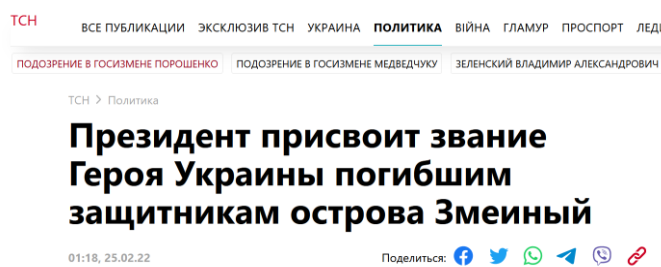 ТСН
ВСЕ ПУБЛИКАЦИИ ЭКСКЛЮЗИВ ТСН УКРАИНА ПОЛИТИКА ВІЙНА ГЛАМУР ПРОСПОРТ ЛЕДИ
ПОДОЗРЕНИЕ В ГОСИЗМЕНЕ ПОРОШЕНКО ПОДОЗРЕНИЕ В ГОСИЗМЕНЕ МЕДВЕДЧУКУ ЗЕЛЕНСКИЙ ВЛАДИМИР АЛЕКСАНДРОВИЧ
ТСН > Политика
Президент присвоит звание
Героя Украины погибшим
защитникам острова Змеиный
01:18, 25.02.22 Поделиться: